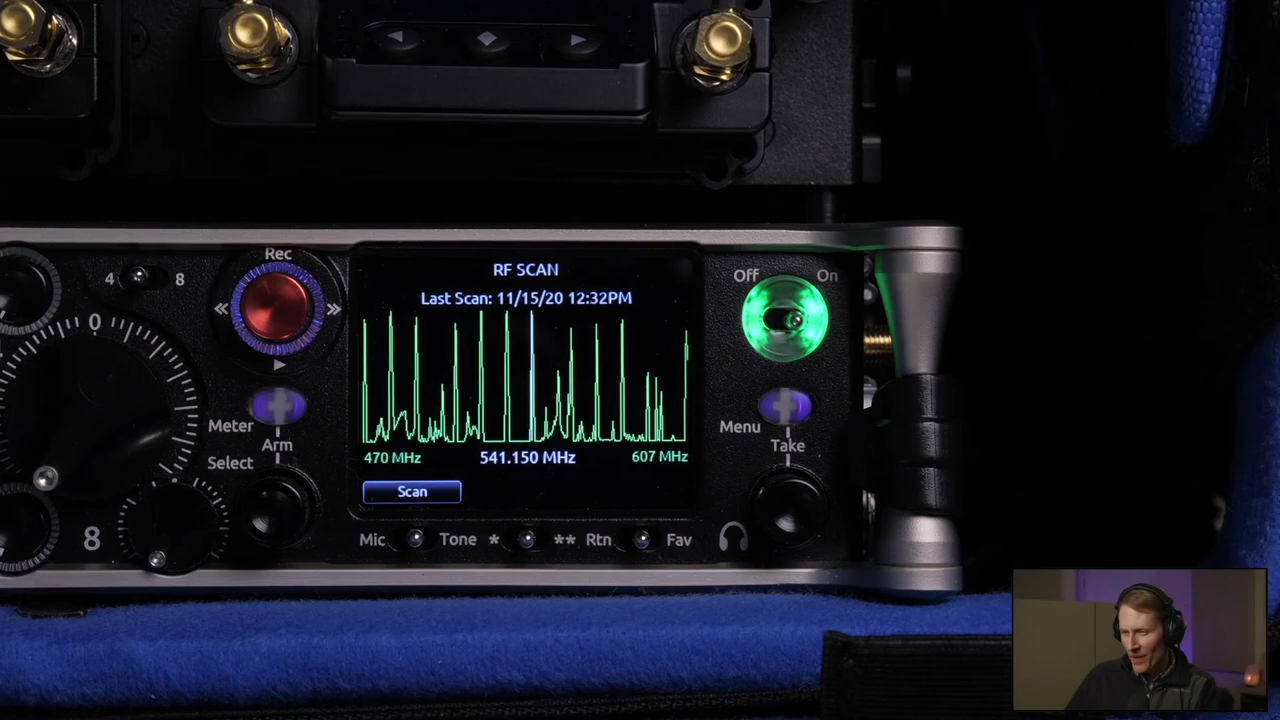 Rec
4 8
0
RF SCAN
Last Scan: 11/15/20 12:32PM
470 MHz 541.150 MHz 607 MHz
Scan
Off On
Meter
Arm
Select
Menu
Take
8
Mic Tone * ** Rtn Fav